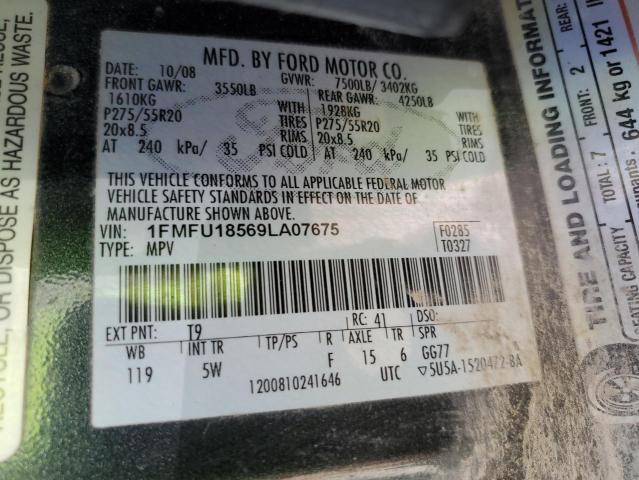 MFD. BY FORD MOTOR CO.
DATE: 10/08 GVWR: 7500LB/ 3402KG
FRONT GAWR: 3550LB REAR GAWR: 4250LB
1610KG WITH 1928KG WITH
P275/55R20 TIRES P275/55R20 TIRES
20x8.5 RIMS 20x8.5 RIMS
AT 240 kPa/ 35 PSI COLD AT 240 kPa/ 35 PSI COLD
THIS VEHICLE CONFORMS TO ALL APPLICABLE FEDERAL MOTOR
VEHICLE SAFETY STANDARDS IN EFFECT ON THE DATE OF
MANUFACTURE SHOWN ABOVE.
VIN: 1FMFU18569LA07675 F0285
TYPE: MPV T0327
EXT PNT: T9 RC: 41 DSO:
WB INT TR TP/PS R AXLE TR SPR
119 5W F 15 6 GG77
1200810241646 UTC ▽5U5A-1520472-BA
OR DISPOSE AS HAZARDOUS WASTE.
TIRE AND LOADING INFORMAT
SEATING CAPACITY TOTAL: 7 FRONT: 2 REAR:
644 kg or 1421